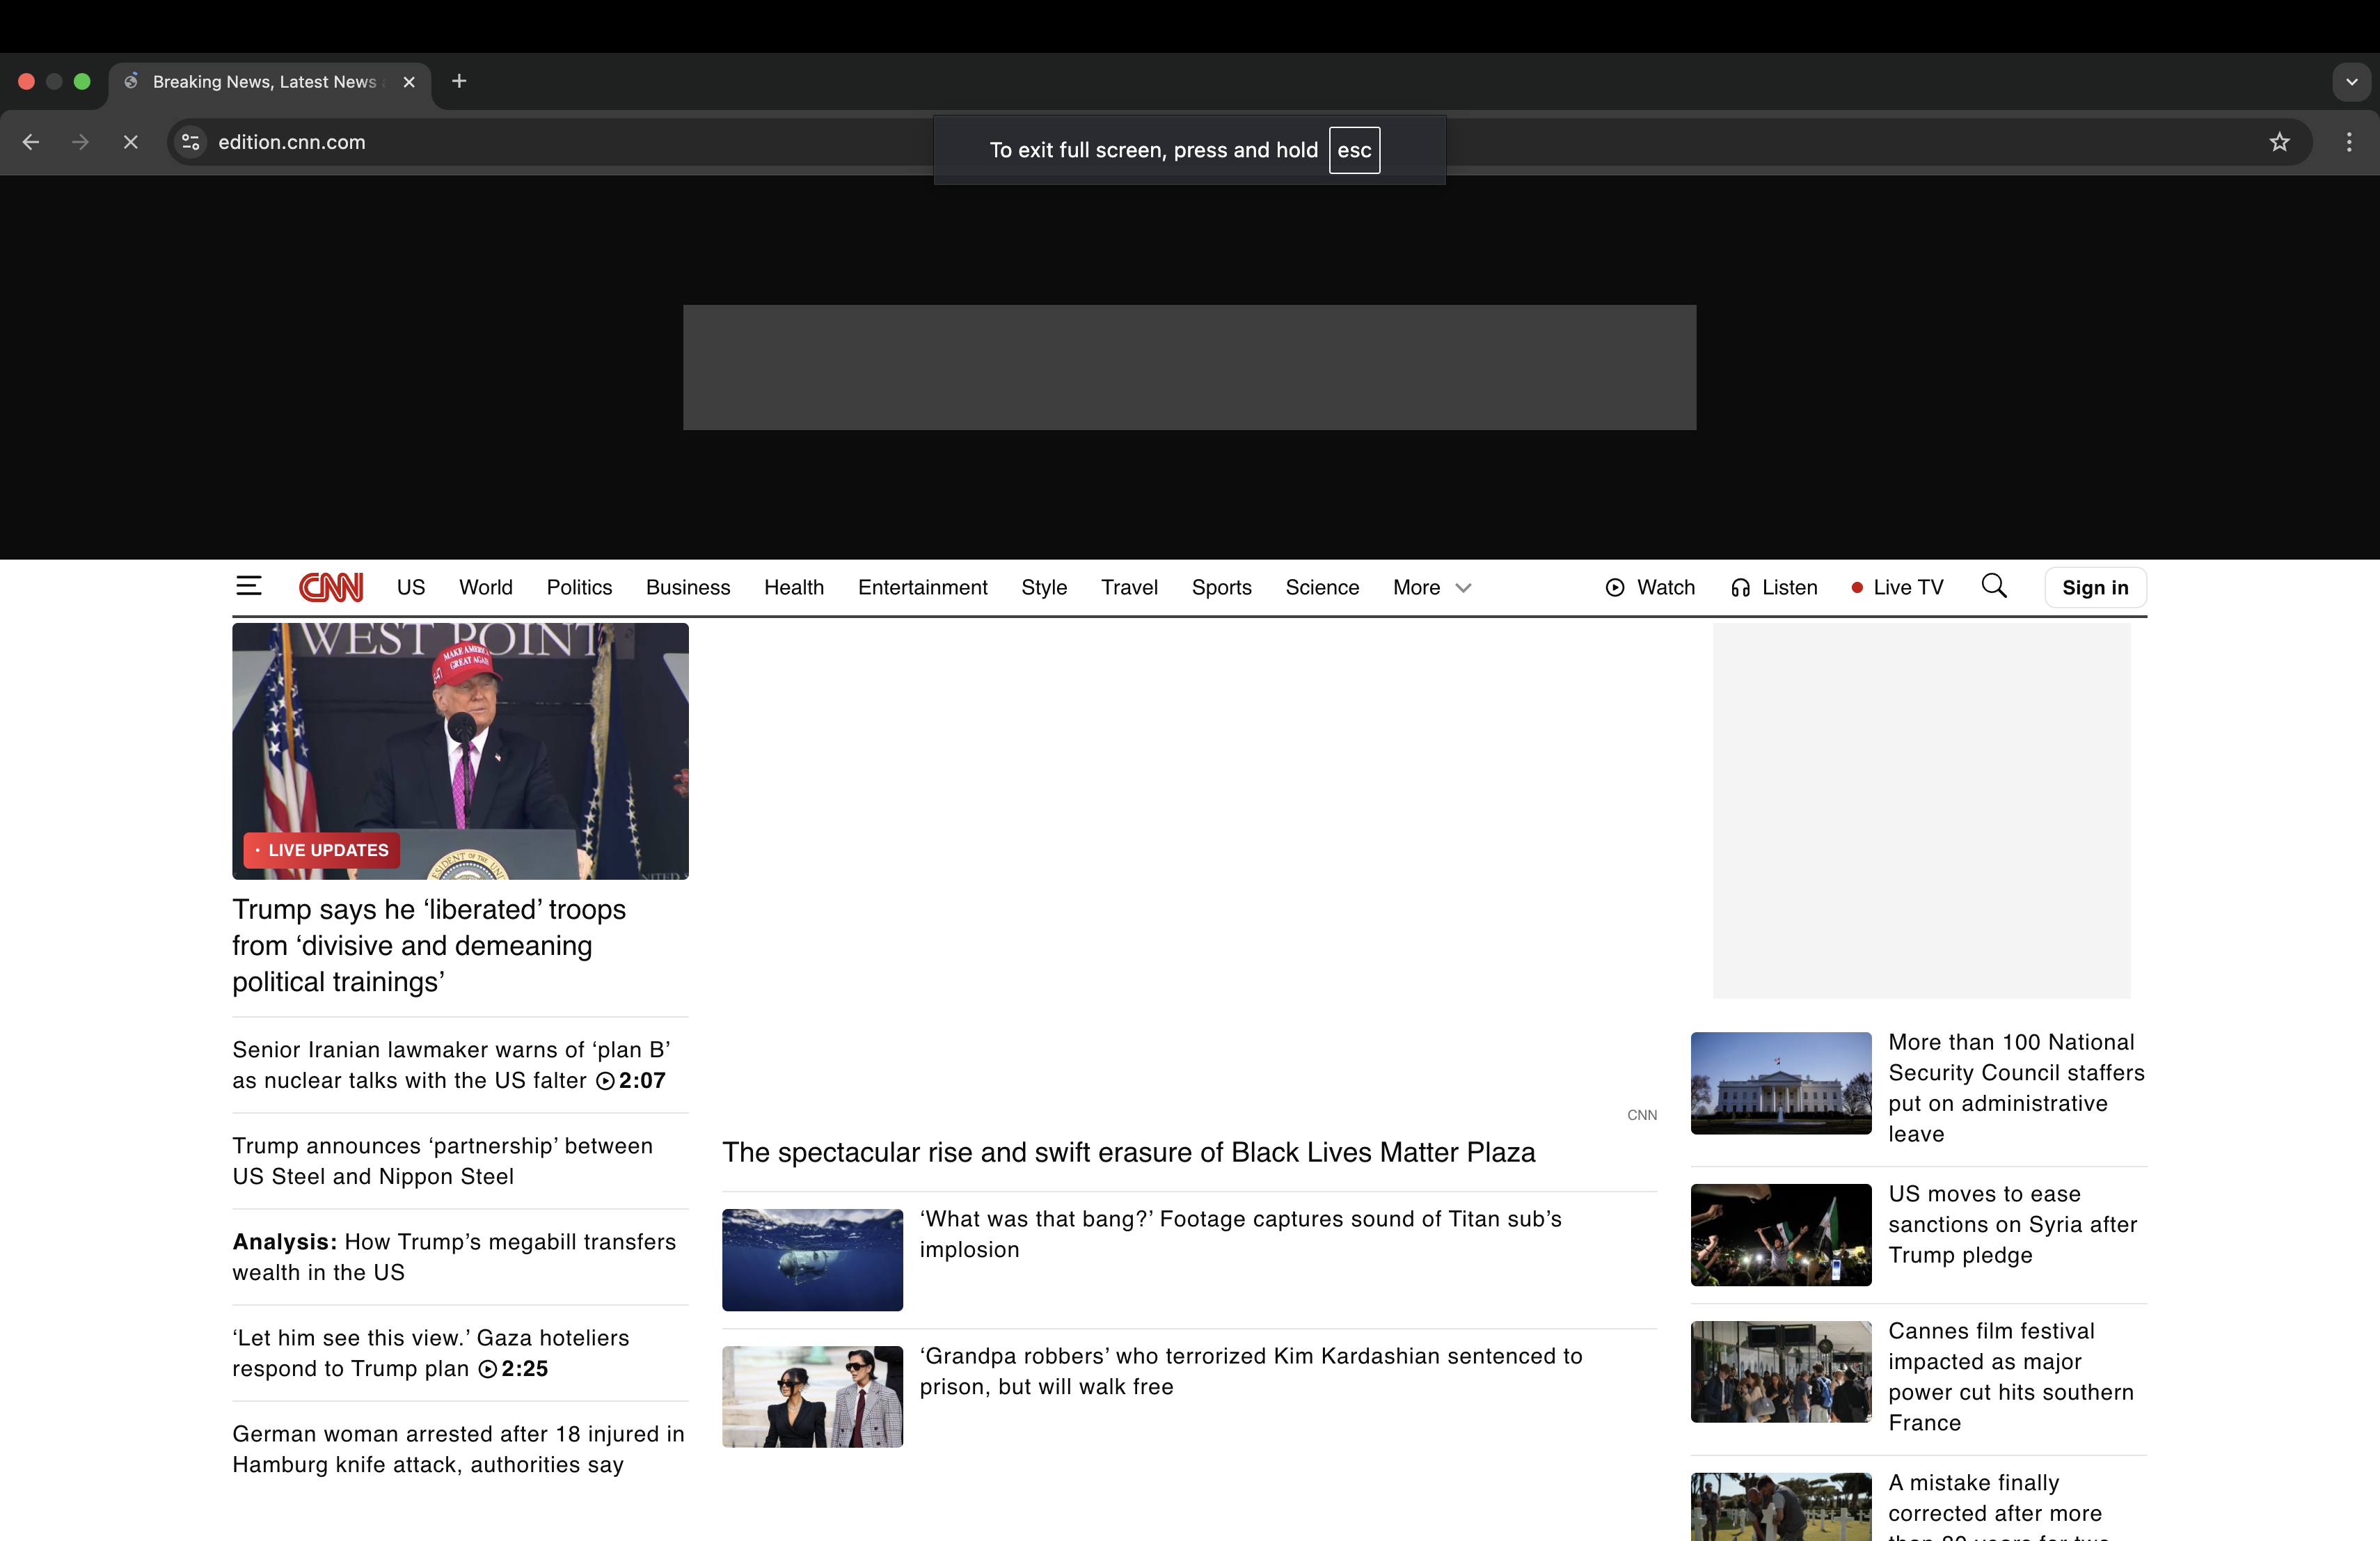 Breaking News, Latest News
edition.cnn.com
To exit full screen, press and hold esc
CNN US World Politics Business Health Entertainment Style Travel Sports Science More Watch Listen Live TV Sign in
WEST POINT
MAKE AMERICA
GREAT AGAIN
• LIVE UPDATES
Trump says he ‘liberated’ troops
from ‘divisive and demeaning
political trainings’
Senior Iranian lawmaker warns of ‘plan B’
as nuclear talks with the US falter 2:07
Trump announces ‘partnership’ between
US Steel and Nippon Steel
Analysis: How Trump’s megabill transfers
wealth in the US
‘Let him see this view.’ Gaza hoteliers
respond to Trump plan 2:25
German woman arrested after 18 injured in
Hamburg knife attack, authorities say
CNN
The spectacular rise and swift erasure of Black Lives Matter Plaza
‘What was that bang?’ Footage captures sound of Titan sub’s
implosion
‘Grandpa robbers’ who terrorized Kim Kardashian sentenced to
prison, but will walk free
More than 100 National
Security Council staffers
put on administrative
leave
US moves to ease
sanctions on Syria after
Trump pledge
Cannes film festival
impacted as major
power cut hits southern
France
A mistake finally
corrected after more